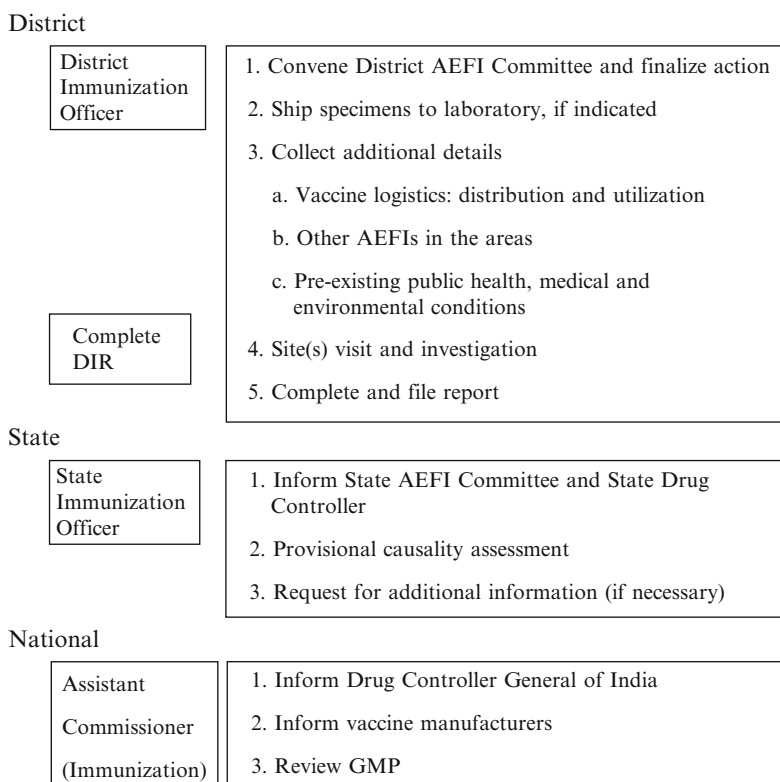 District
District
Immunization
Officer
1. Convene District AEFI Committee and finalize action
2. Ship specimens to laboratory, if indicated
3. Collect additional details
a. Vaccine logistics: distribution and utilization
b. Other AEFIs in the areas
c. Pre-existing public health, medical and
environmental conditions
Complete
DIR
4. Site(s) visit and investigation
5. Complete and file report
State
State
Immunization
Officer
1. Inform State AEFI Committee and State Drug
Controller
2. Provisional causality assessment
3. Request for additional information (if necessary)
National
Assistant
Commissioner
(Immunization)
1. Inform Drug Controller General of India
2. Inform vaccine manufacturers
3. Review GMP